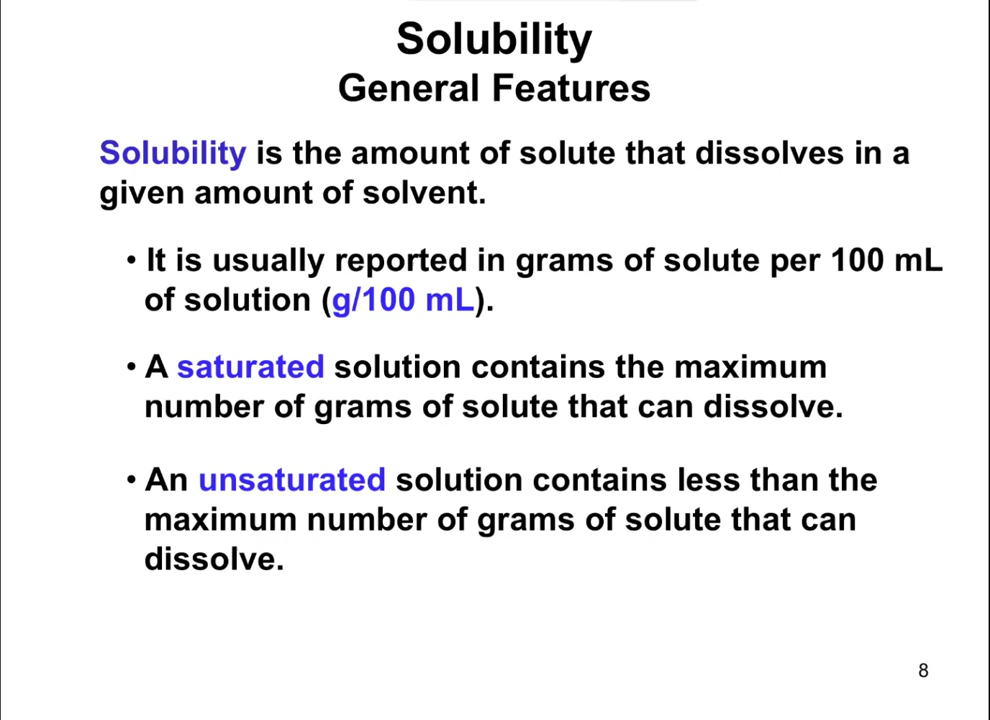 Solubility
General Features
Solubility is the amount of solute that dissolves in a
given amount of solvent.
• It is usually reported in grams of solute per 100 mL
of solution (g/100 mL).
• A saturated solution contains the maximum
number of grams of solute that can dissolve.
• An unsaturated solution contains less than the
maximum number of grams of solute that can
dissolve.
8